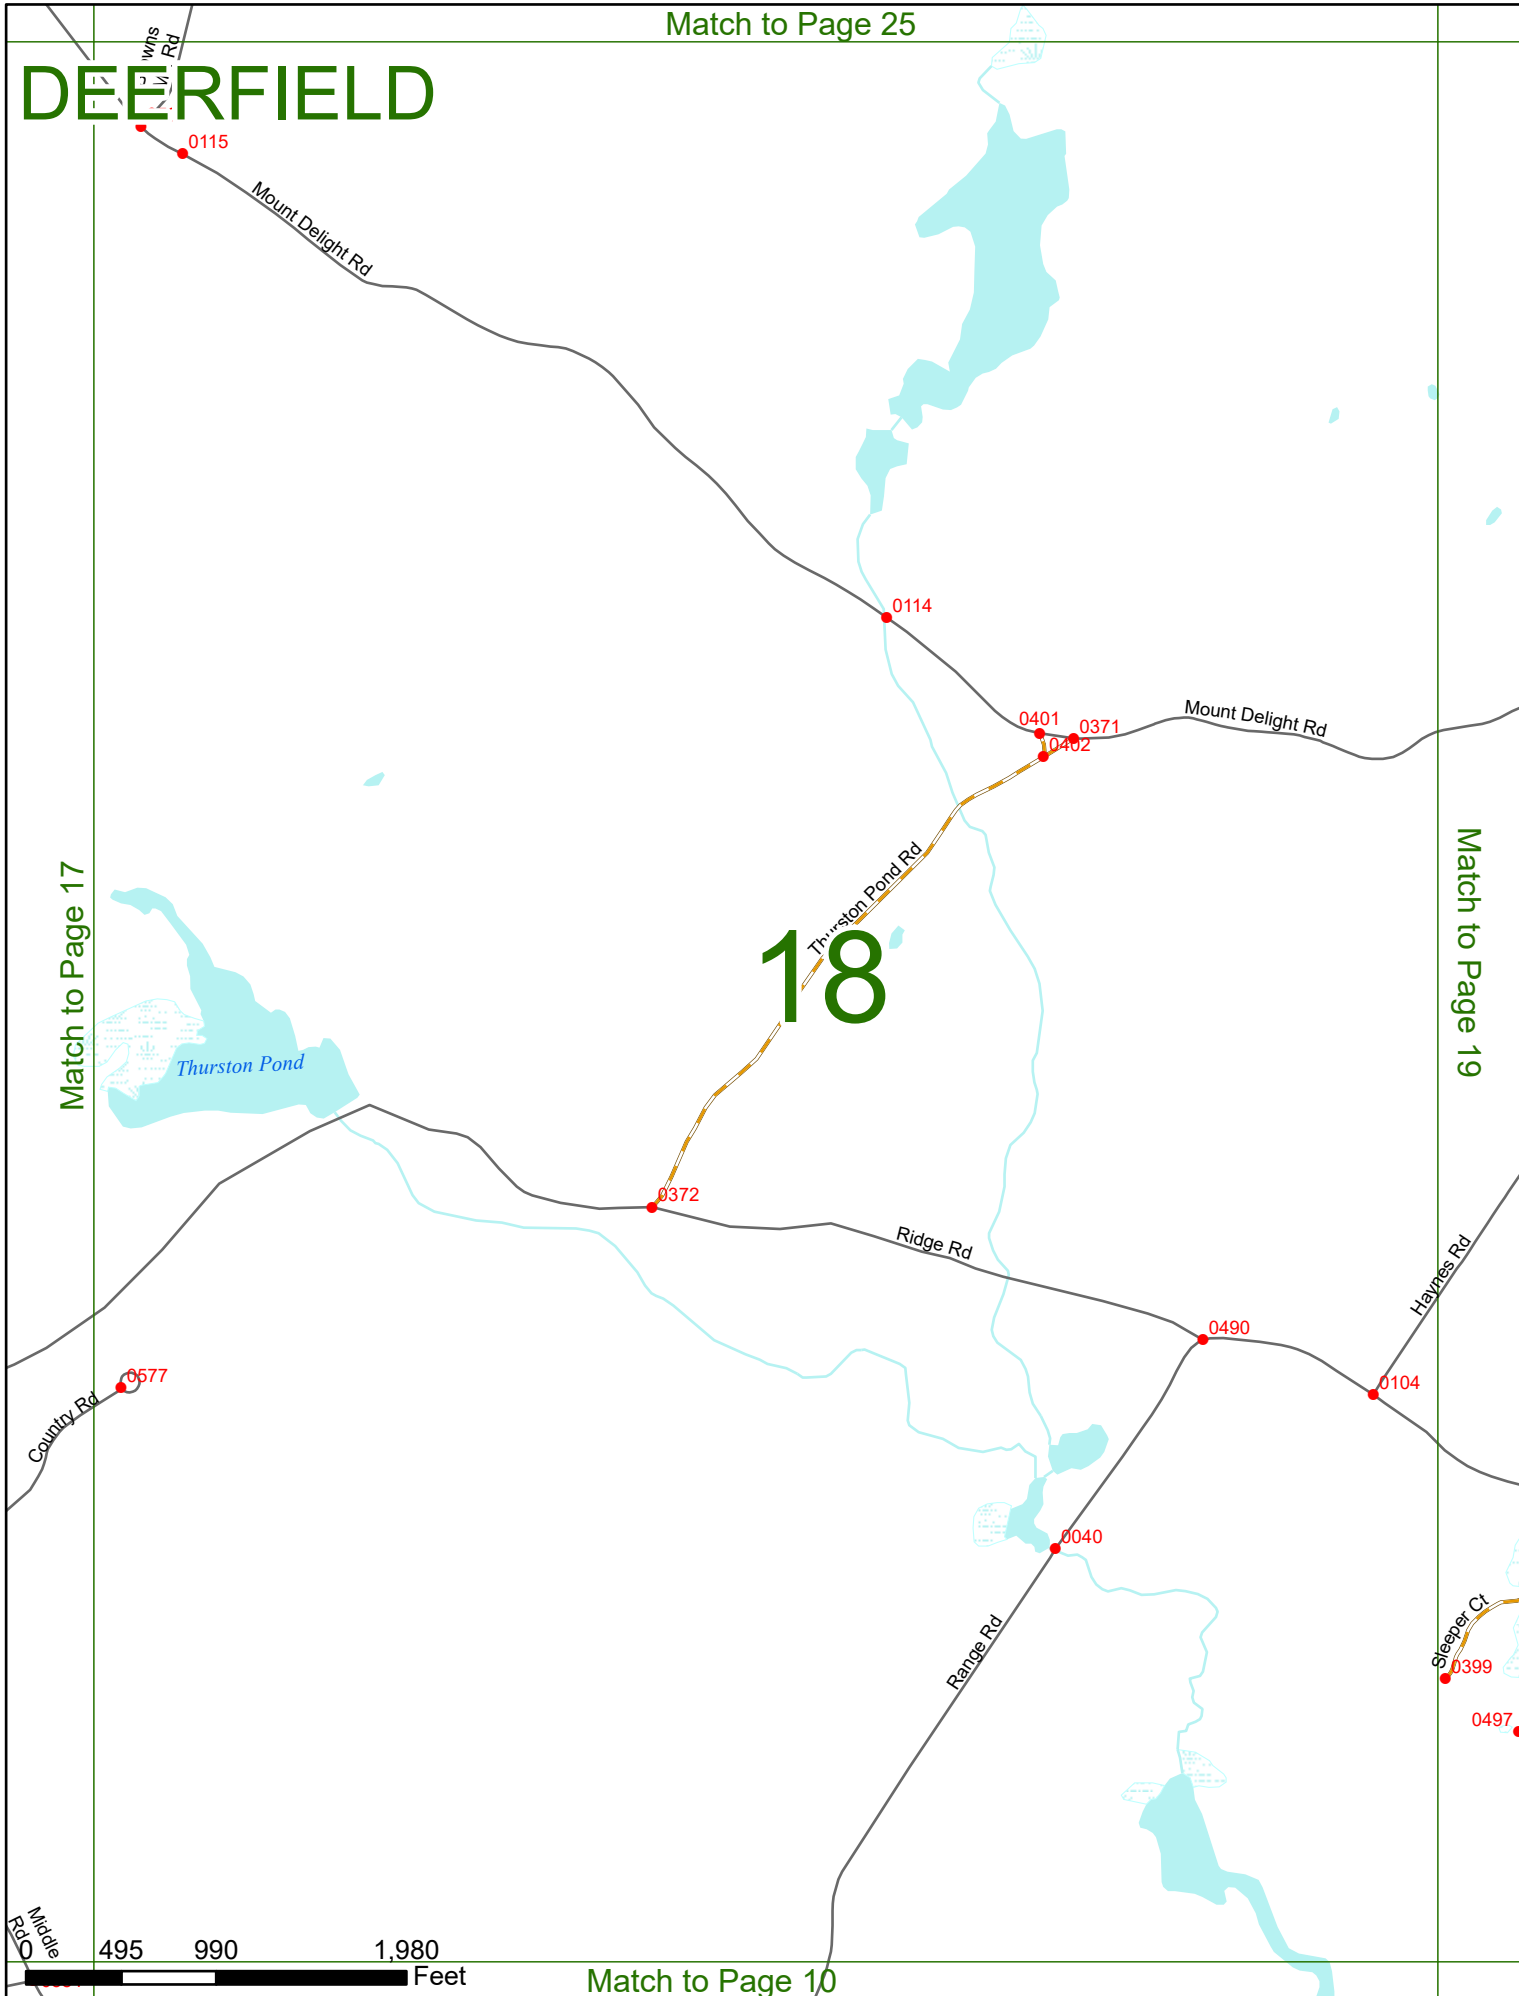 Match to Page 25
DEERFIELD
Rd
0115
Mount Delight Rd
0114
0401
0371
0402
Mount Delight Rd
Thurston Pond Rd
18
Match to Page 17
Match to Page 19
Thurston Pond
0372
Ridge Rd
Haynes Rd
0490
0577
0104
Country Rd
0040
Range Rd
Sleeper Ct
0399
0497
Middle
Rd
0 495 990 1,980
Feet
Match to Page 10